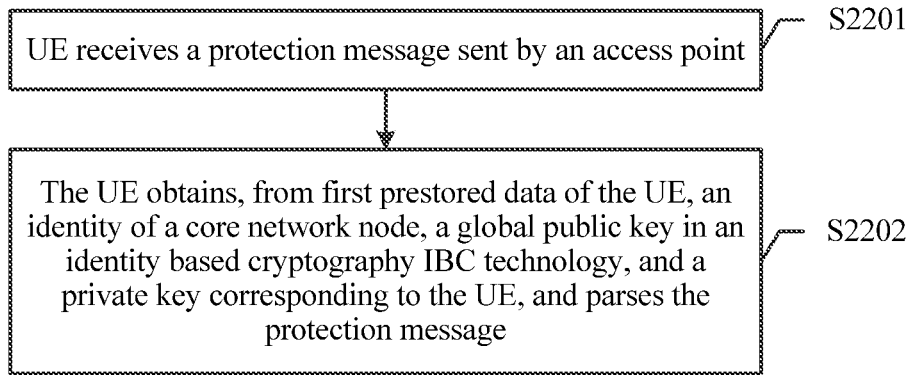 UE receives a protection message sent by an access point
S2201
The UE obtains, from first prestored data of the UE, an
identity of a core network node, a global public key in an
identity based cryptography IBC technology, and a
private key corresponding to the UE, and parses the
protection message
S2202